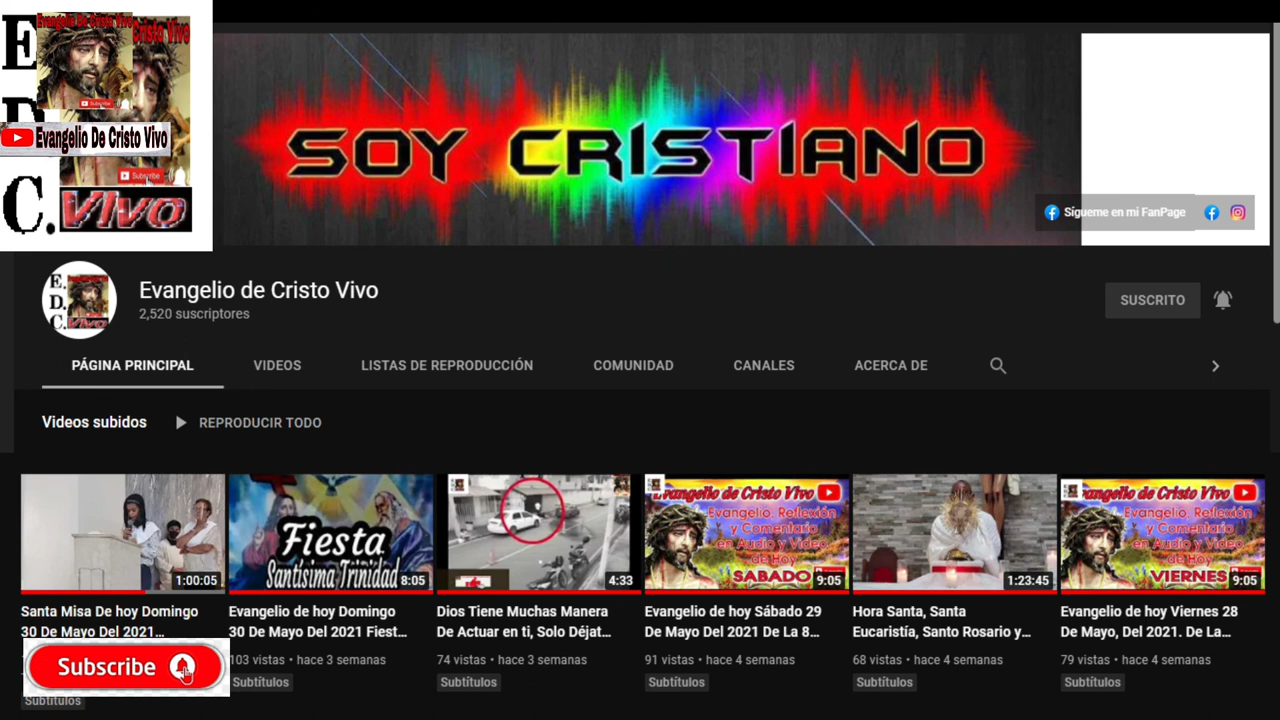 E
Evangelio De Cristo Vivo
Cristo Vivo
Subscribe
Evangelio De Cristo Vivo
Subscribe
C.
Vivo
SOY CRISTIANO
Sígueme en mi FanPage
E.
D.
C.
Vivo
Evangelio de Cristo Vivo
2,520 suscriptores
SUSCRITO
PÁGINA PRINCIPAL
VIDEOS
LISTAS DE REPRODUCCIÓN
COMUNIDAD
CANALES
ACERCA DE
Videos subidos
REPRODUCIR TODO
1:00:05
Santa Misa De hoy Domingo
30 De Mayo Del 2021...
Subscribe
Subtítulos
Fiesta
Santísima Trinidad
8:05
Evangelio de hoy Domingo
30 De Mayo Del 2021 Fiest...
103 vistas • hace 3 semanas
Subtítulos
4:33
Dios Tiene Muchas Manera
De Actuar en ti, Solo Déjat...
74 vistas • hace 3 semanas
Subtítulos
Evangelio de Cristo Vivo
Evangelio, Reflexión
y Comentario
en Audio y Video
de Hoy
SABADO
9:05
Evangelio de hoy Sábado 29
De Mayo Del 2021 De La 8...
91 vistas • hace 4 semanas
Subtítulos
1:23:45
Hora Santa, Santa
Eucaristía, Santo Rosario y...
68 vistas • hace 4 semanas
Subtítulos
Evangelio de Cristo Vivo
Evangelio, Reflexión
y Comentario
en Audio y Video
de Hoy
VIERNES
9:05
Evangelio de hoy Viernes 28
De Mayo, Del 2021. De La...
79 vistas • hace 4 semanas
Subtítulos